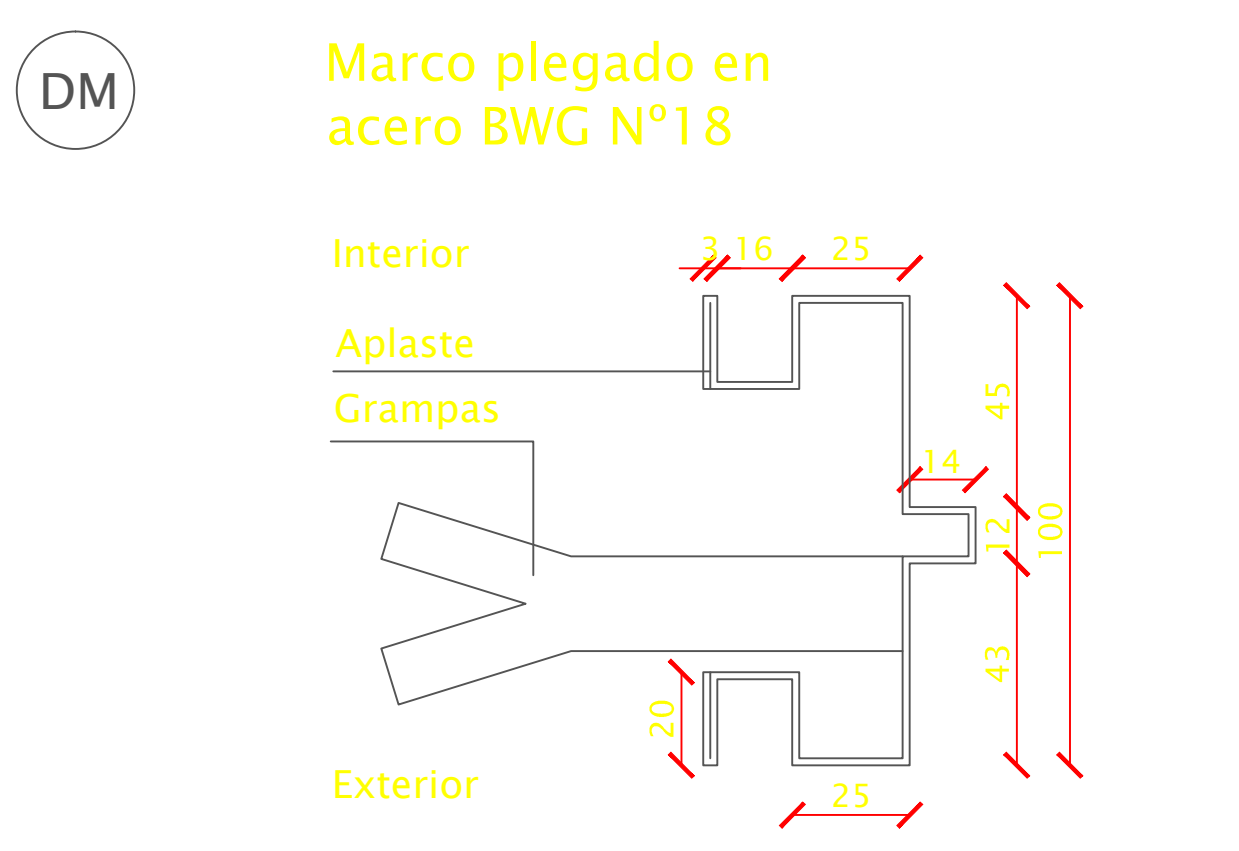 DM
Marco plegado en
acero BWG Nº18
Interior
3 16 25
Aplaste
45
Grampas
14
12
100
43
20
Exterior
25